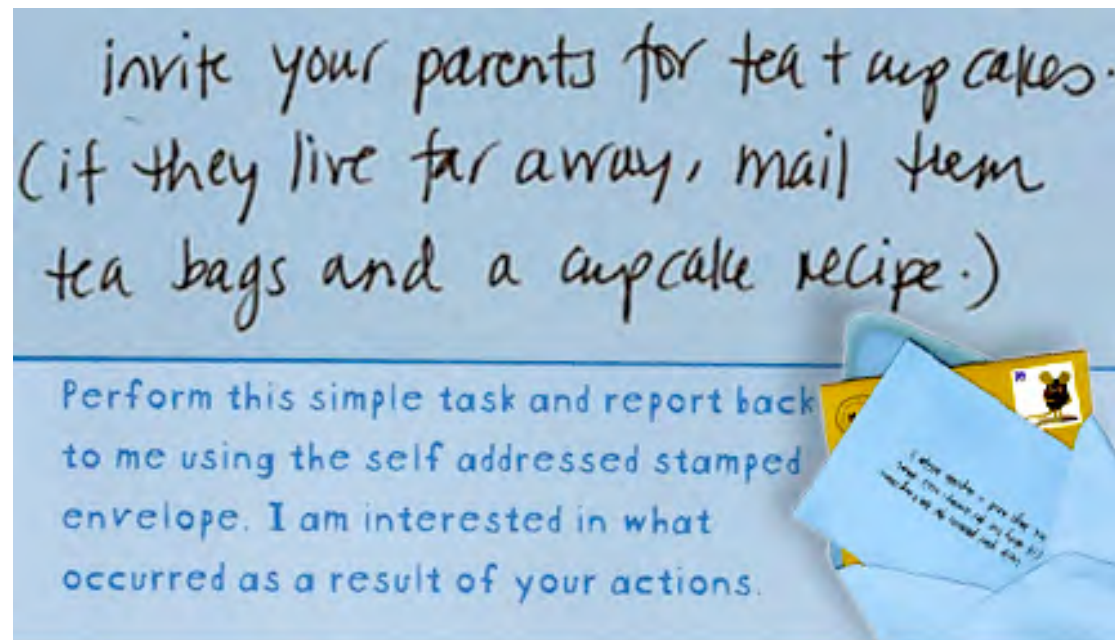 invite your parents for tea + cupcakes.
(if they live far away, mail them
tea bags and a cupcake recipe.)
Perform this simple task and report back
to me using the self addressed stamped
envelope. I am interested in what
occurred as a result of your actions.